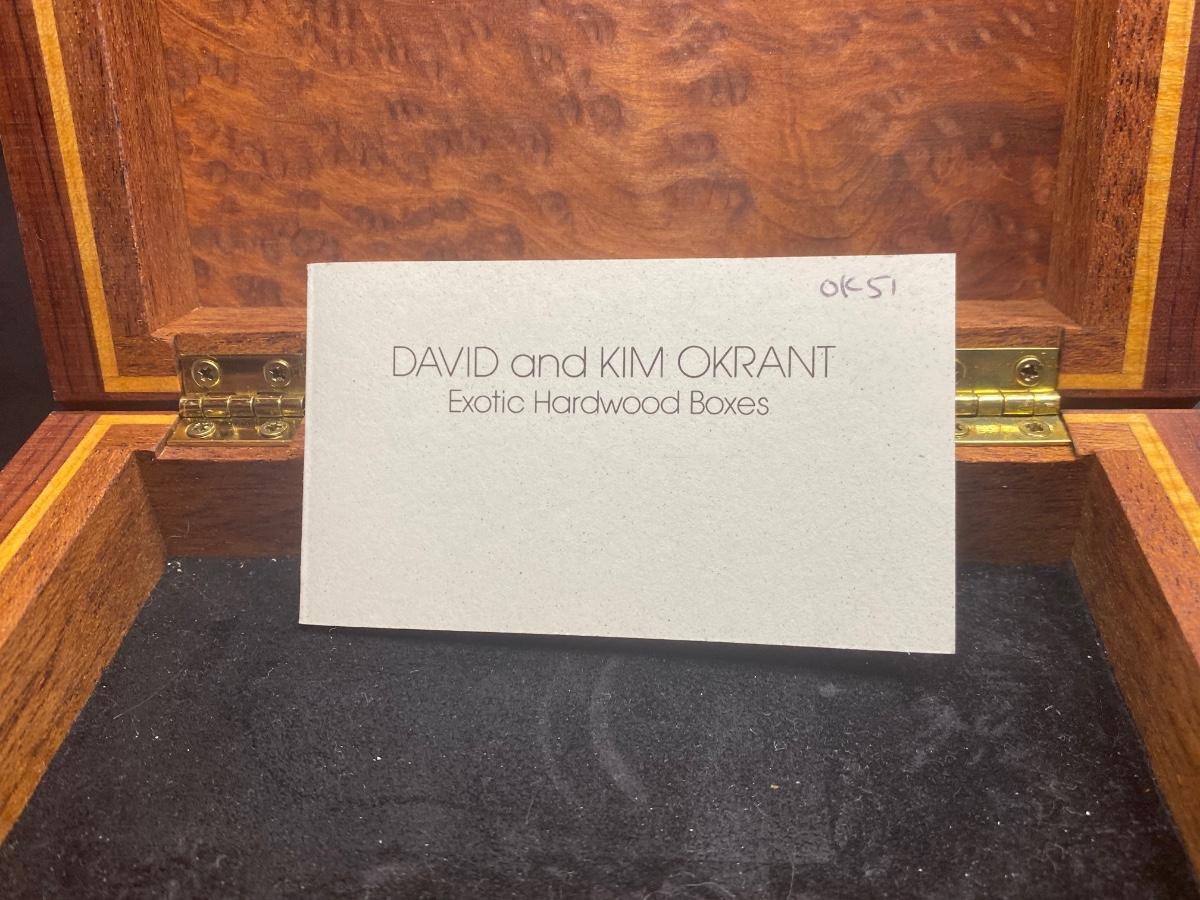 OK51
DAVID and KIM OKRANT
Exotic Hardwood Boxes